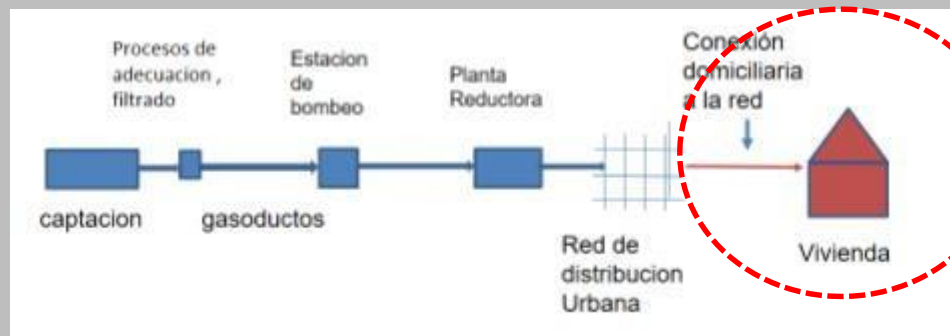 Procesos de
adecuacion ,
filtrado
Estacion
de
bombeo
Planta
Reductora
Conexión
domiciliaria
a la red
captacion
gasoductos
Red de
distribucion
Urbana
Vivienda